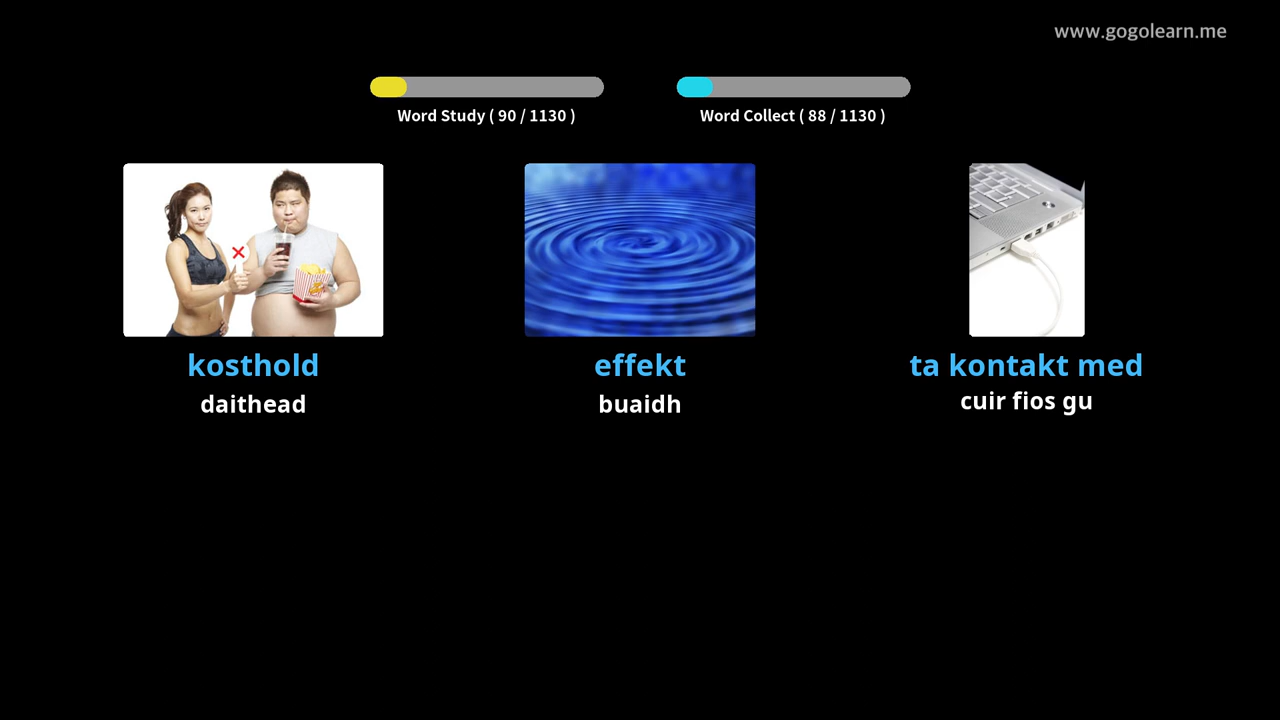 www.gogolearn.me
Word Study ( 90 / 1130 )
Word Collect ( 88 / 1130 )
kosthold
effekt
ta kontakt med
daithead
buaidh
cuir fios gu